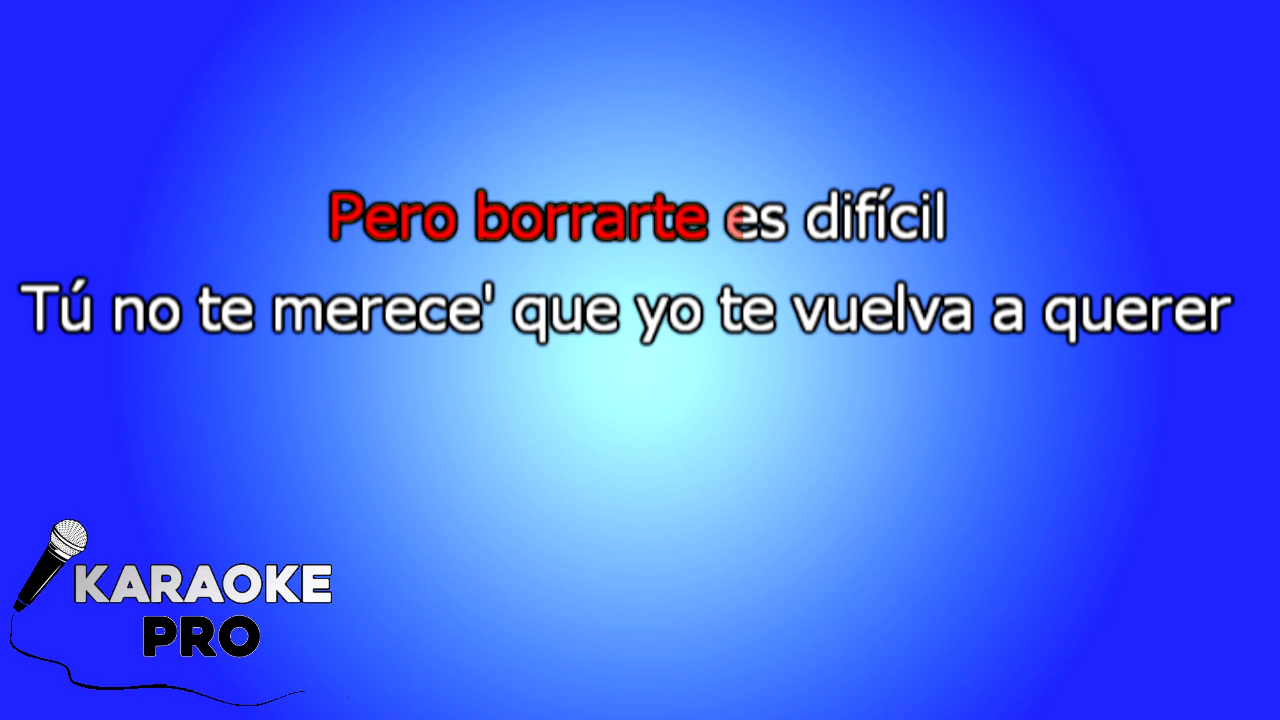 Pero borrarte es difícil
Tú no te merece' que yo te vuelva a querer
KARAOKE
PRO